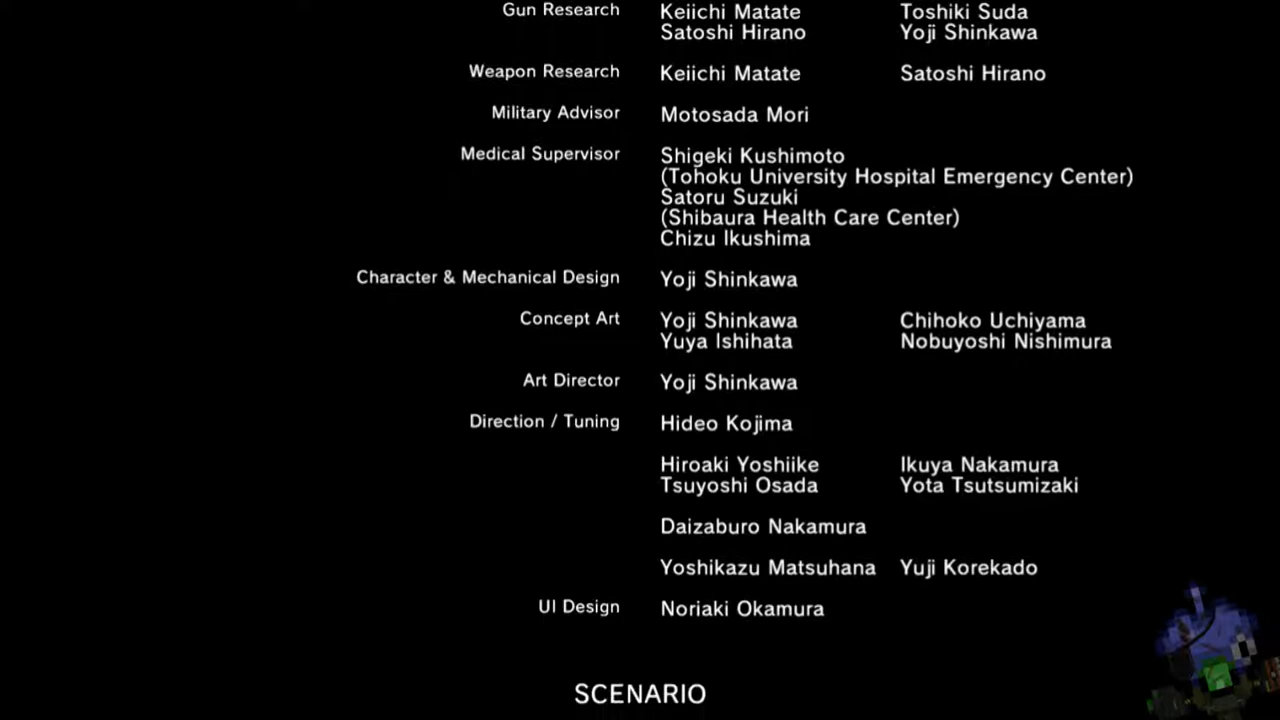 Gun Research Keiichi Matate Toshiki Suda
Satoshi Hirano Yoji Shinkawa
Weapon Research Keiichi Matate Satoshi Hirano
Military Advisor Motosada Mori
Medical Supervisor Shigeki Kushimoto
(Tohoku University Hospital Emergency Center)
Satoru Suzuki
(Shibaura Health Care Center)
Chizu Ikushima
Character & Mechanical Design Yoji Shinkawa
Concept Art Yoji Shinkawa Chihoko Uchiyama
Yuya Ishihata Nobuyoshi Nishimura
Art Director Yoji Shinkawa
Direction / Tuning Hideo Kojima
Hiroaki Yoshiike Ikuya Nakamura
Tsuyoshi Osada Yota Tsutsumizaki
Daizaburo Nakamura
Yoshikazu Matsuhana Yuji Korekado
UI Design Noriaki Okamura
SCENARIO